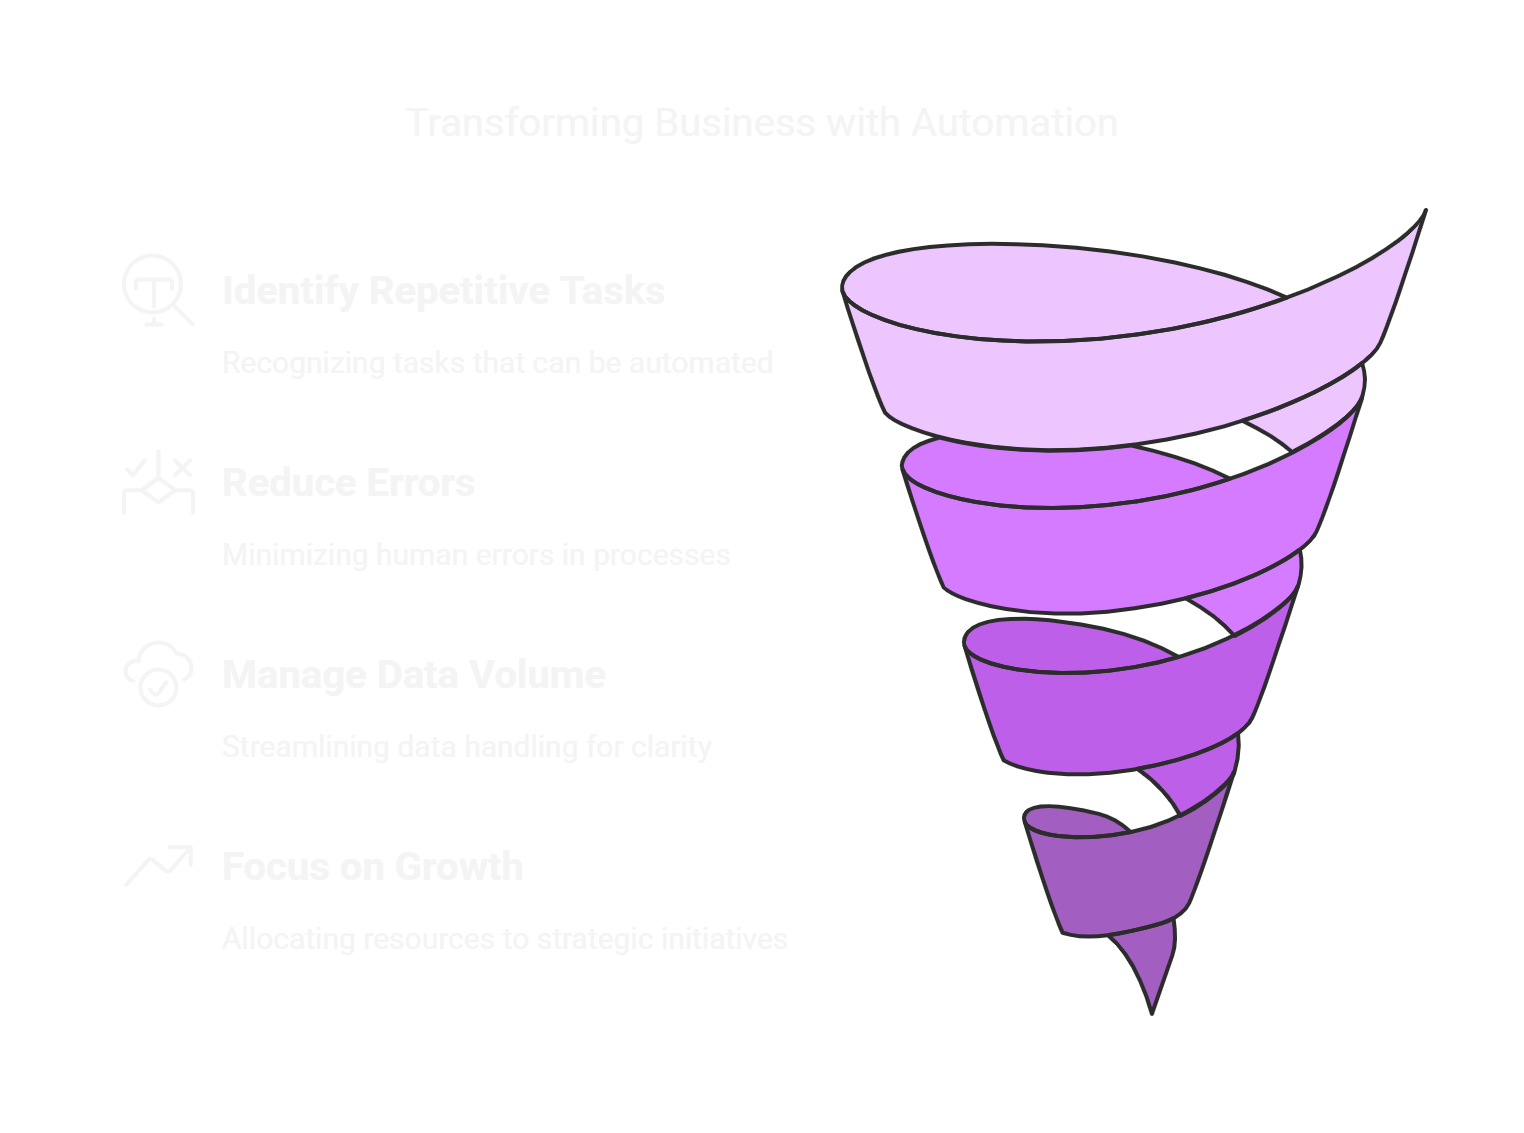 Transforming Business with Automation
Identify Repetitive Tasks
Recognizing tasks that can be automated
Reduce Errors
Minimizing human errors in processes
Manage Data Volume
Streamlining data handling for clarity
Focus on Growth
Allocating resources to strategic initiatives